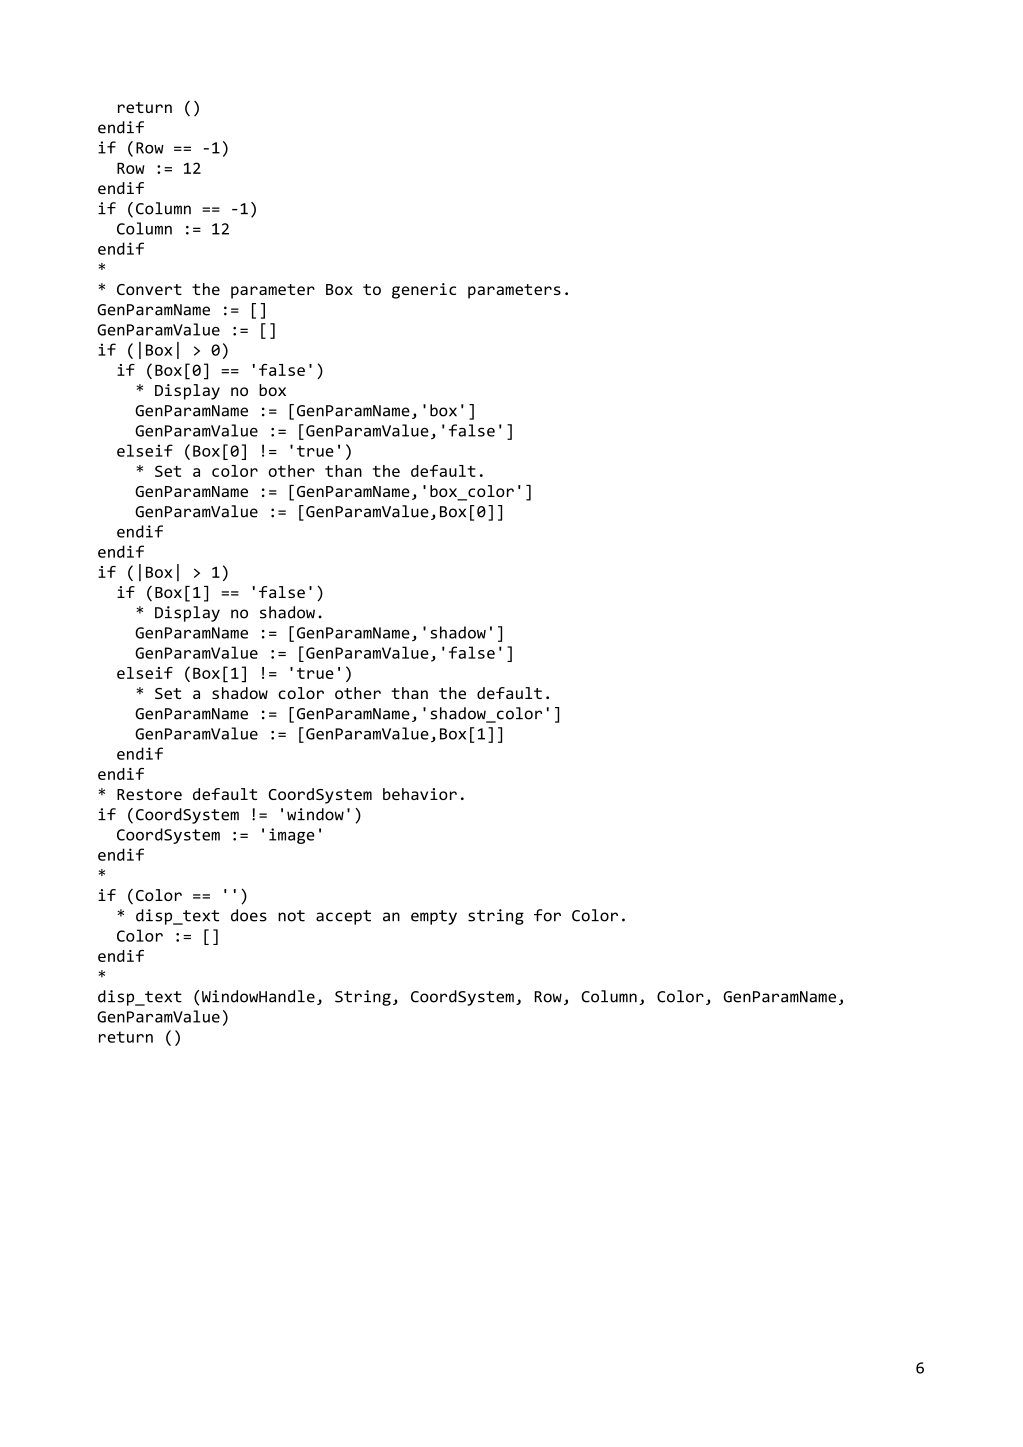 return ()
endif
if (Row == -1)
  Row := 12
endif
if (Column == -1)
  Column := 12
endif
*
* Convert the parameter Box to generic parameters.
GenParamName := []
GenParamValue := []
if (|Box| > 0)
  if (Box[0] == 'false')
    * Display no box
    GenParamName := [GenParamName,'box']
    GenParamValue := [GenParamValue,'false']
  elseif (Box[0] != 'true')
    * Set a color other than the default.
    GenParamName := [GenParamName,'box_color']
    GenParamValue := [GenParamValue,Box[0]]
  endif
endif
if (|Box| > 1)
  if (Box[1] == 'false')
    * Display no shadow.
    GenParamName := [GenParamName,'shadow']
    GenParamValue := [GenParamValue,'false']
  elseif (Box[1] != 'true')
    * Set a shadow color other than the default.
    GenParamName := [GenParamName,'shadow_color']
    GenParamValue := [GenParamValue,Box[1]]
  endif
endif
* Restore default CoordSystem behavior.
if (CoordSystem != 'window')
  CoordSystem := 'image'
endif
*
if (Color == '')
  * disp_text does not accept an empty string for Color.
  Color := []
endif
*
disp_text (WindowHandle, String, CoordSystem, Row, Column, Color, GenParamName,
GenParamValue)
return ()
6